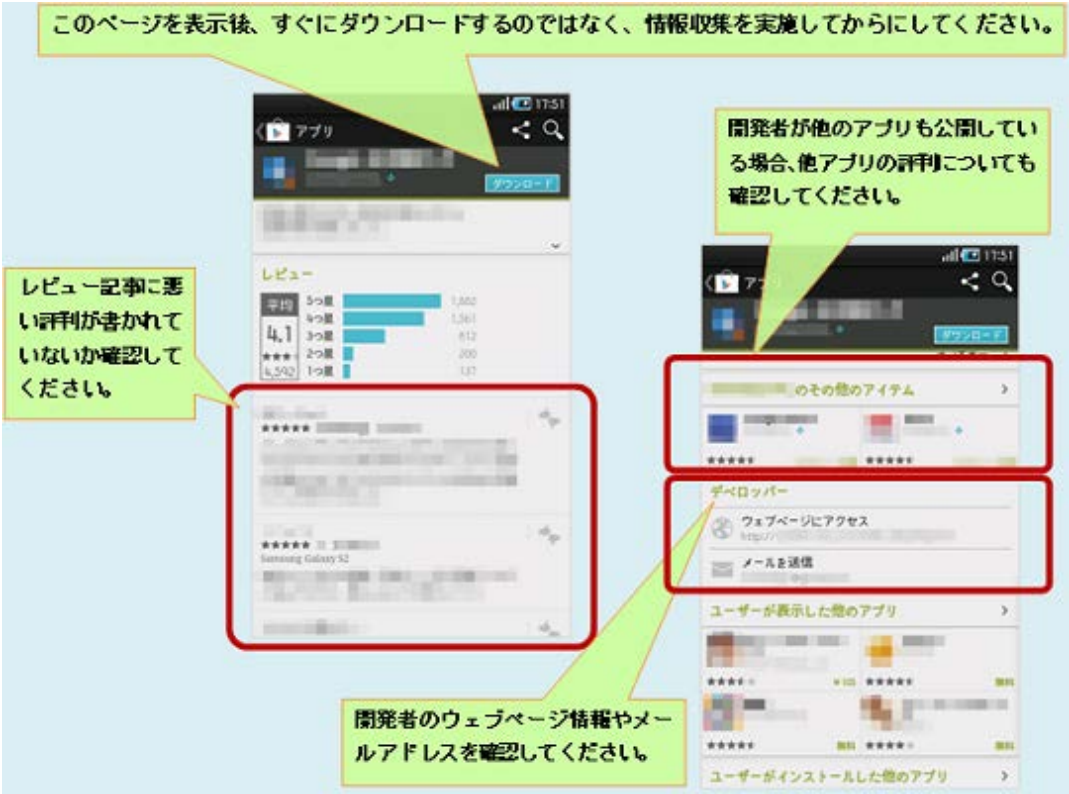 このページを表示後、すぐにダウンロードするのではなく、情報収集を実施してからにしてください。
17:51
アプリ
ダウンロード
レビュー
平均
4.1
4,592
5つ星
4つ星
3つ星
2つ星
1つ星
1,561
612
200
137
Samsung Galaxy S2
レビュー記事に悪
い評判が書かれて
いないか確認して
ください。
開発者が他のアプリも公開してい
る場合、他アプリの評判についても
確認してください。
17:51
ダウンロード
のその他のアイテム
デベロッパー
ウェブページにアクセス
http://
メールを送信
ユーザーが表示した他のアプリ
無料
無料
無料
ユーザーがインストールした他のアプリ
開発者のウェブページ情報やメー
ルアドレスを確認してください。